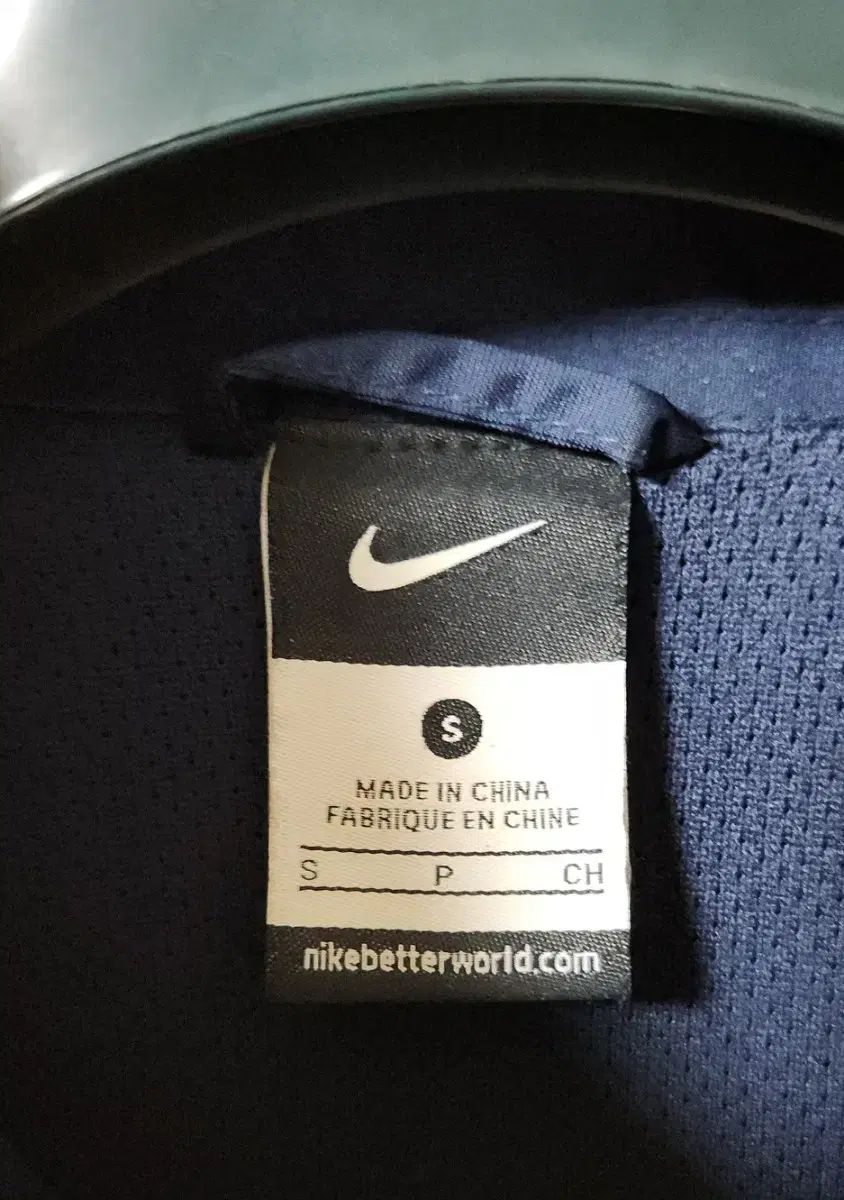 S
MADE IN CHINA
FABRIQUE EN CHINE
S P CH
nikebetterworld.com